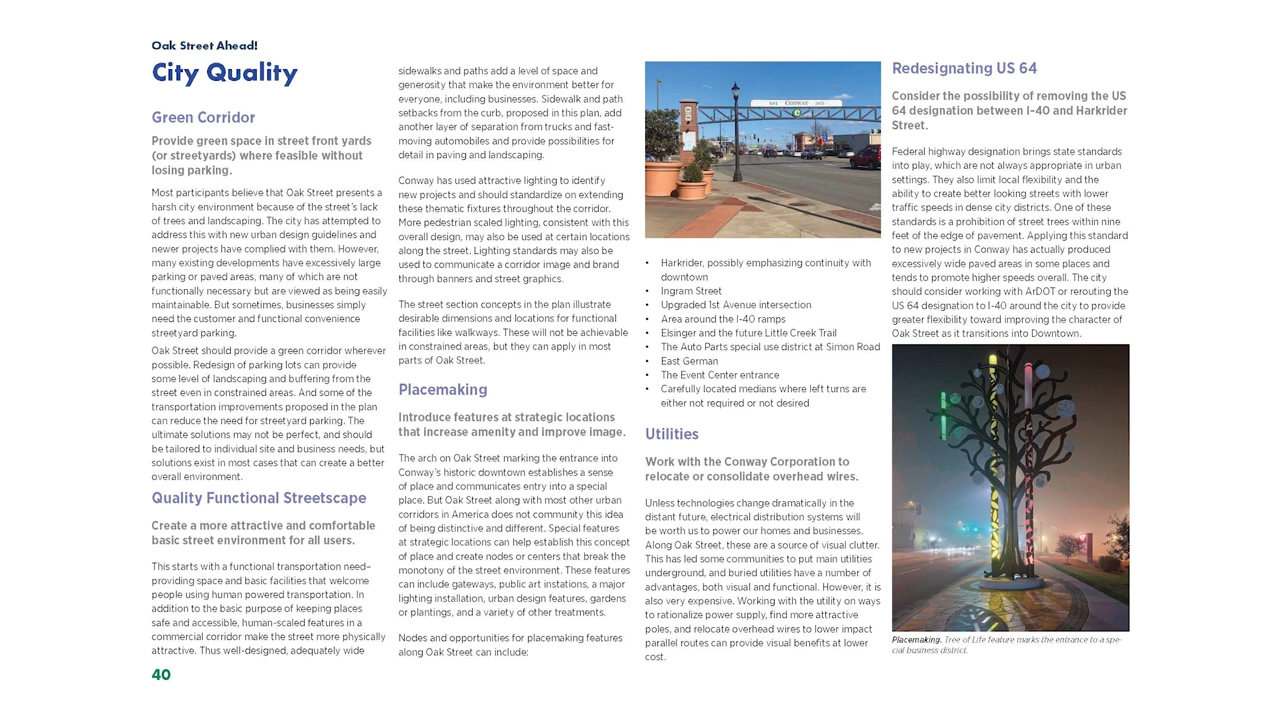 Oak Street Ahead!
City Quality
Green Corridor
Provide green space in street front yards
(or streetyards) where feasible without
losing parking.
Most participants believe that Oak Street presents a
harsh city environment because of the street's lack
of trees and landscaping. The city has attempted to
address this with new urban design guidelines and
newer projects have complied with them. However,
many existing developments have excessively large
parking or paved areas, many of which are not
functionally necessary but are viewed as being easily
maintainable. But sometimes, businesses simply
need the customer and functional convenience
streetyard parking.
Oak Street should provide a green corridor wherever
possible. Redesign of parking lots can provide
some level of landscaping and buffering from the
street even in constrained areas. And some of the
transportation improvements proposed in the plan
can reduce the need for streetyard parking. The
ultimate solutions may not be perfect, and should
be tailored to individual site and business needs, but
solutions exist in most cases that can create a better
overall environment.
Quality Functional Streetscape
Create a more attractive and comfortable
basic street environment for all users.
This starts with a functional transportation need–
providing space and basic facilities that welcome
people using human powered transportation. In
addition to the basic purpose of keeping places
safe and accessible, human-scaled features in a
commercial corridor make the street more physically
attractive. Thus well-designed, adequately wide
40
sidewalks and paths add a level of space and
generosity that make the environment better for
everyone, including businesses. Sidewalk and path
setbacks from the curb, proposed in this plan, add
another layer of separation from trucks and fast-
moving automobiles and provide possibilities for
detail in paving and landscaping.
Conway has used attractive lighting to identify
new projects and should standardize on extending
these thematic fixtures throughout the corridor.
More pedestrian scaled lighting, consistent with this
overall design, may also be used at certain locations
along the street. Lighting standards may also be
used to communicate a corridor image and brand
through banners and street graphics.
The street section concepts in the plan illustrate
desirable dimensions and locations for functional
facilities like walkways. These will not be achievable
in constrained areas, but they can apply in most
parts of Oak Street.
Placemaking
Introduce features at strategic locations
that increase amenity and improve image.
The arch on Oak Street marking the entrance into
Conway's historic downtown establishes a sense
of place and communicates entry into a special
place. But Oak Street along with most other urban
corridors in America does not community this idea
of being distinctive and different. Special features
at strategic locations can help establish this concept
of place and create nodes or centers that break the
monotony of the street environment. These features
can include gateways, public art instations, a major
lighting installation, urban design features, gardens
or plantings, and a variety of other treatments.
Nodes and opportunities for placemaking features
along Oak Street can include:
CONWAY
• Harkrider, possibly emphasizing continuity with
downtown
• Ingram Street
• Upgraded 1st Avenue intersection
• Area around the I-40 ramps
• Elsinger and the future Little Creek Trail
• The Auto Parts special use district at Simon Road
• East German
• The Event Center entrance
• Carefully located medians where left turns are
either not required or not desired
Utilities
Work with the Conway Corporation to
relocate or consolidate overhead wires.
Unless technologies change dramatically in the
distant future, electrical distribution systems will
be worth us to power our homes and businesses.
Along Oak Street, these are a source of visual clutter.
This has led some communities to put main utilities
underground, and buried utilities have a number of
advantages, both visual and functional. However, it is
also very expensive. Working with the utility on ways
to rationalize power supply, find more attractive
poles, and relocate overhead wires to lower impact
parallel routes can provide visual benefits at lower
cost.
Redesignating US 64
Consider the possibility of removing the US
64 designation between I-40 and Harkrider
Street.
Federal highway designation brings state standards
into play, which are not always appropriate in urban
settings. They also limit local flexibility and the
ability to create better looking streets with lower
traffic speeds in dense city districts. One of these
standards is a prohibition of street trees within nine
feet of the edge of pavement. Applying this standard
to new projects in Conway has actually produced
excessively wide paved areas in some places and
tends to promote higher speeds overall. The city
should consider working with ArDOT or rerouting the
US 64 designation to I-40 around the city to provide
greater flexibility toward improving the character of
Oak Street as it transitions into Downtown.
Placemaking. Tree of Life feature marks the entrance to a spe-
cial business district.